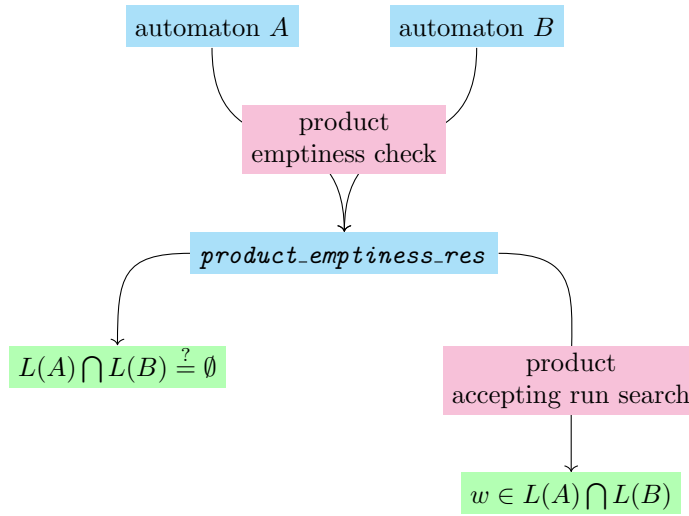 automaton A
automaton B
product
emptiness check
product_emptiness_res
L(A) ⋂ L(B) ≟ ∅
product
accepting run search
w ∈ L(A) ⋂ L(B)